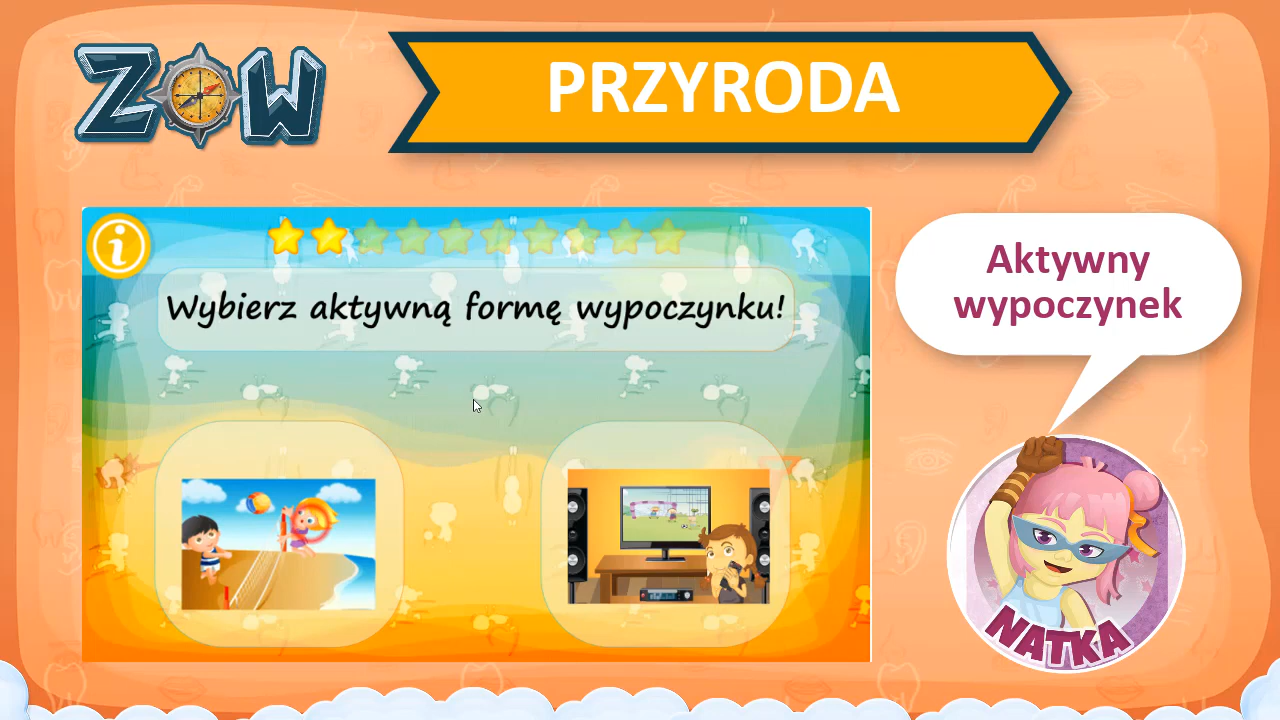 ZOW
PRZYRODA
Wybierz aktywną formę wypoczynku!
Aktywny
wypoczynek
NATKA